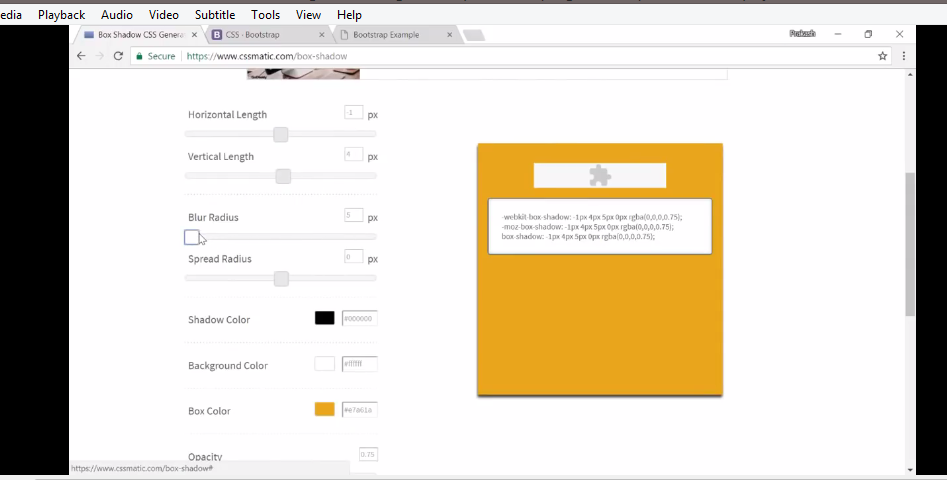 edia Playback Audio Video Subtitle Tools View Help
Box Shadow CSS Genera × CSS · Bootstrap × Bootstrap Example × Prakash
Secure https://www.cssmatic.com/box-shadow
Horizontal Length -1 px
Vertical Length px
Blur Radius 5 px
Spread Radius 0 px
Shadow Color #000000
Background Color #ffffff
Box Color
Opacity 0.75
-webkit-box-shadow: -1px 4px 5px 0px rgba(0,0,0,0.75);
-moz-box-shadow: -1px 4px 5px 0px rgba(0,0,0,0.75);
box-shadow: -1px 4px 5px 0px rgba(0,0,0,0.75);
https://www.cssmatic.com/box-shadow#